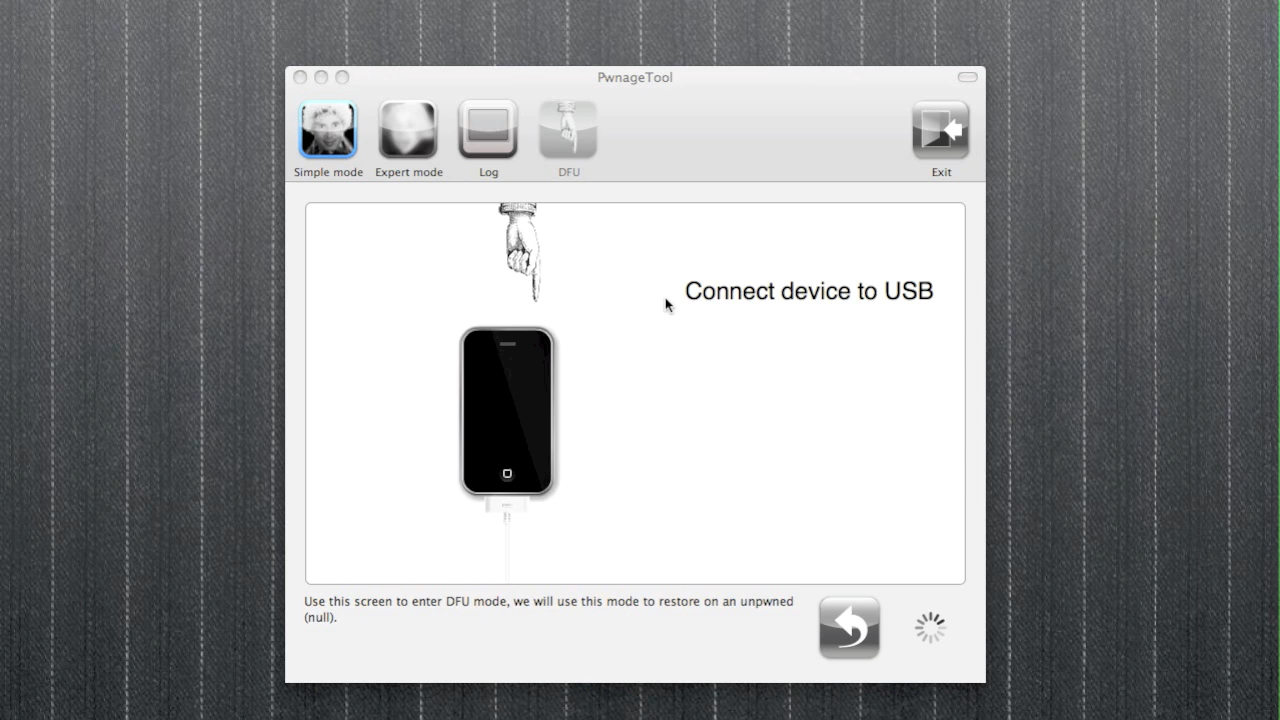 PwnageTool
Simple mode
Expert mode
Log
DFU
Exit
Connect device to USB
Use this screen to enter DFU mode, we will use this mode to restore on an unpwned
(null).